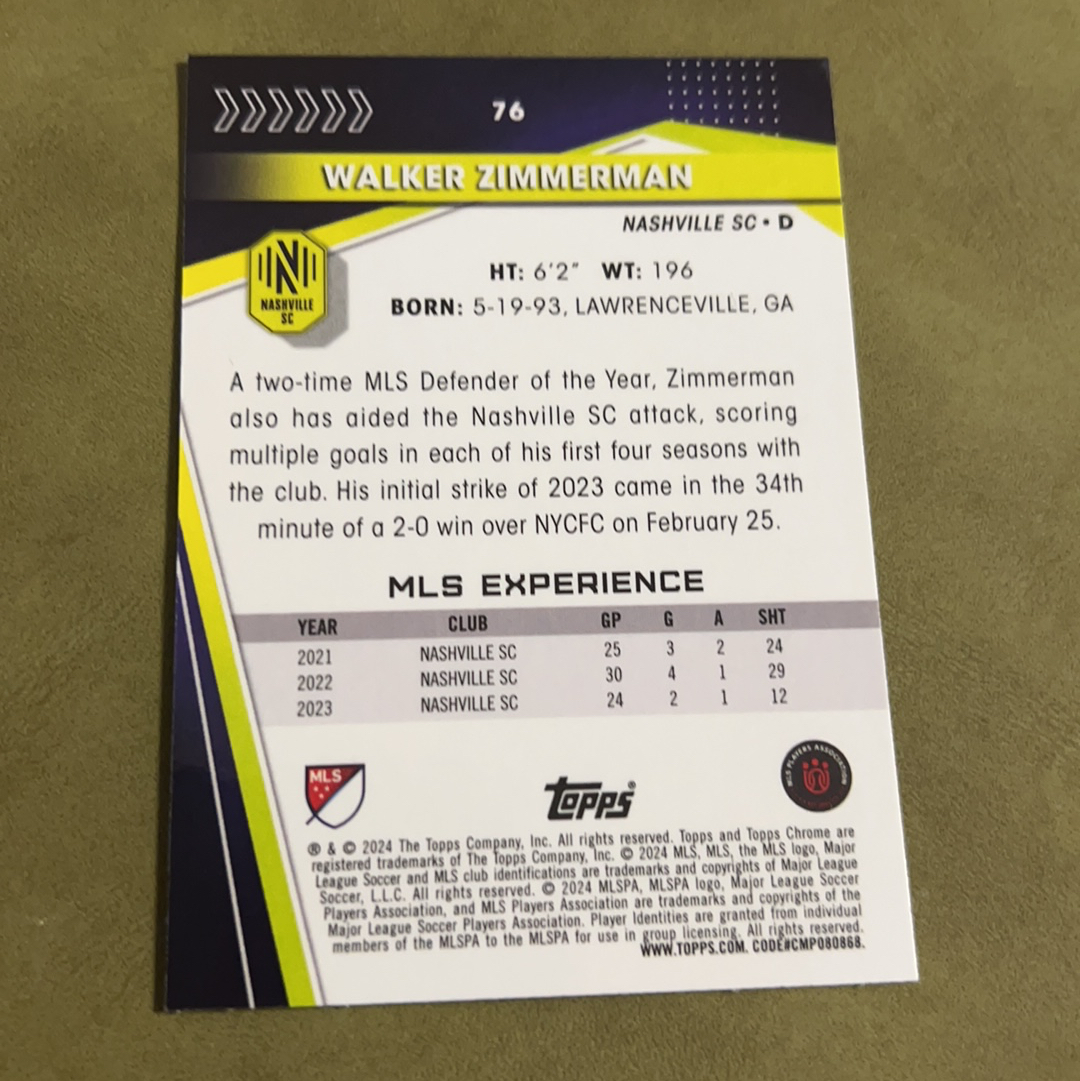 76
WALKER ZIMMERMAN
NASHVILLE SC • D
N
NASHVILLE
SC
HT: 6'2" WT: 196
BORN: 5-19-93, LAWRENCEVILLE, GA
A two-time MLS Defender of the Year, Zimmerman
also has aided the Nashville SC attack, scoring
multiple goals in each of his first four seasons with
the club. His initial strike of 2023 came in the 34th
minute of a 2-0 win over NYCFC on February 25.
MLS EXPERIENCE
YEAR CLUB GP G A SHT
2021 NASHVILLE SC 25 3 2 24
2022 NASHVILLE SC 30 4 1 29
2023 NASHVILLE SC 24 2 1 12
MLS
topps®
MLS PLAYERS ASSOCIATION
® & © 2024 The Topps Company, Inc. All rights reserved. Topps and Topps Chrome are
registered trademarks of The Topps Company, Inc. © 2024 MLS, MLS, the MLS logo, Major
League Soccer and MLS club identifications are trademarks and copyrights of Major League
Soccer, L.L.C. All rights reserved. © 2024 MLSPA, MLSPA logo, Major League Soccer
Players Association, and MLS Players Association are trademarks and copyrights of the
Major League Soccer Players Association. Player Identities are granted from individual
members of the MLSPA to the MLSPA for use in group licensing. All rights reserved.
WWW.TOPPS.COM. CODE#CMP080868.